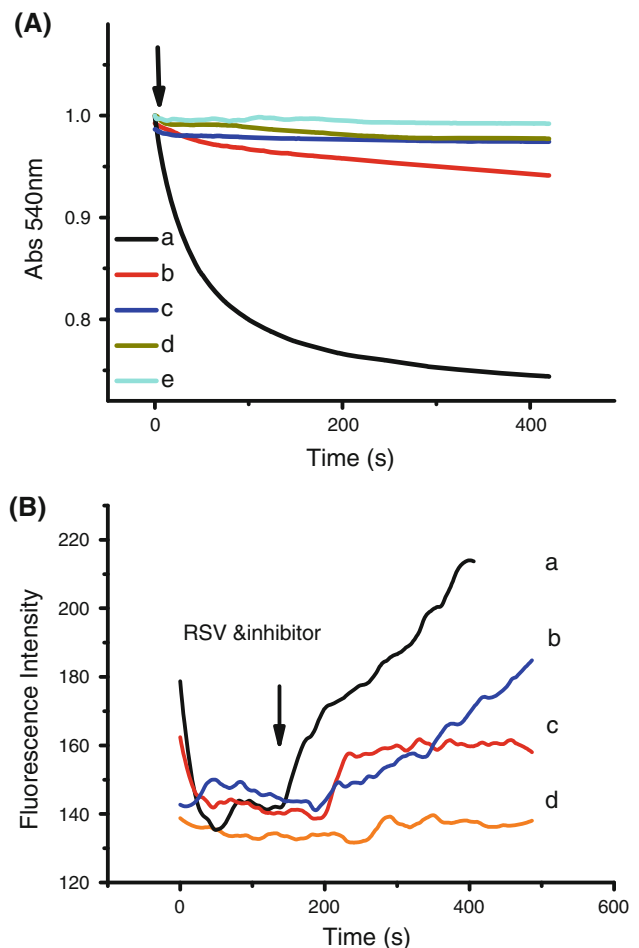 (A)
Abs 540nm
1.0
0.9
0.8
a
b
c
d
e
0
200
400
Time (s)
(B)
Fluorescence Intensity
220
200
180
160
140
120
RSV &inhibitor
a
b
c
d
0
200
400
600
Time (s)